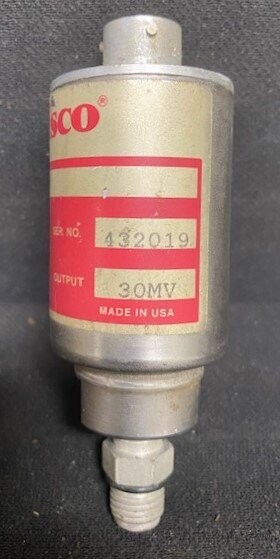 SCO®
SER. NO. 432019
OUTPUT 30MV
MADE IN USA